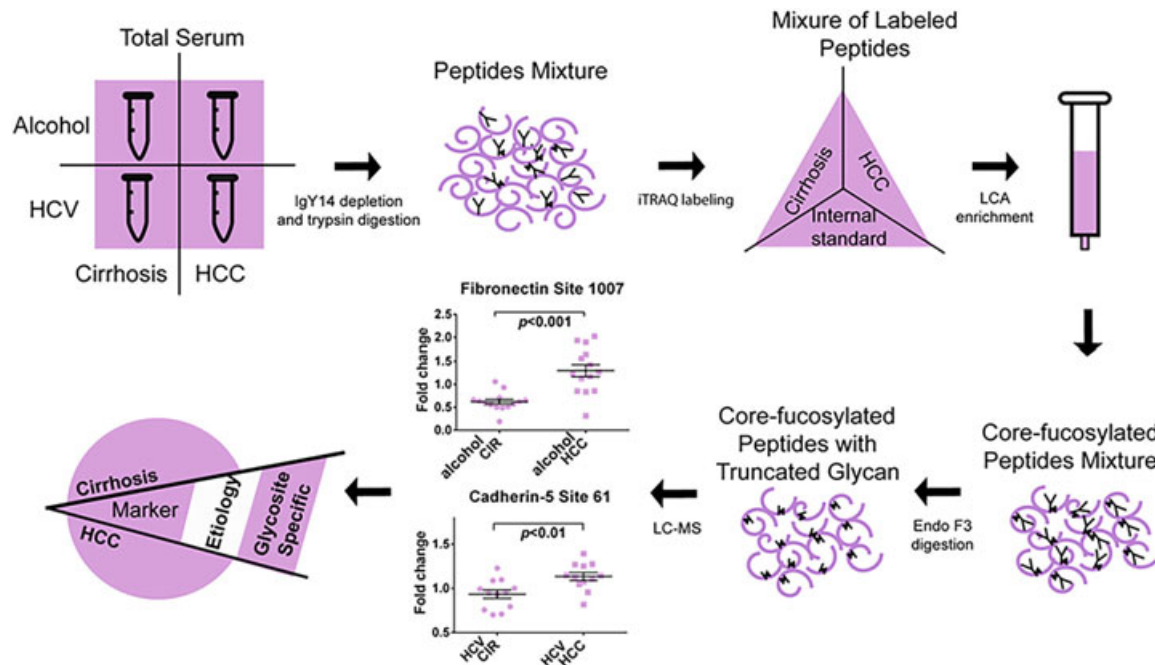 Total Serum
Alcohol
HCV
Cirrhosis
HCC
IgY14 depletion
and trypsin digestion
Peptides Mixture
iTRAQ labeling
Mixure of Labeled
Peptides
Cirrhosis
HCC
Internal
standard
LCA
enrichment
Core-fucosylated
Peptides Mixture
Endo F3
digestion
Core-fucosylated
Peptides with
Truncated Glycan
LC-MS
Fibronectin Site 1007
p<0.001
Fold change
2.5
2.0
1.5
1.0
0.5
0.0
alcohol
CIR
alcohol
HCC
Cadherin-5 Site 61
p<0.01
Fold change
1.5
1.0
0.5
HCV
CIR
HCV
HCC
Cirrhosis
HCC
Marker
Etiology
Glycosite
Specific